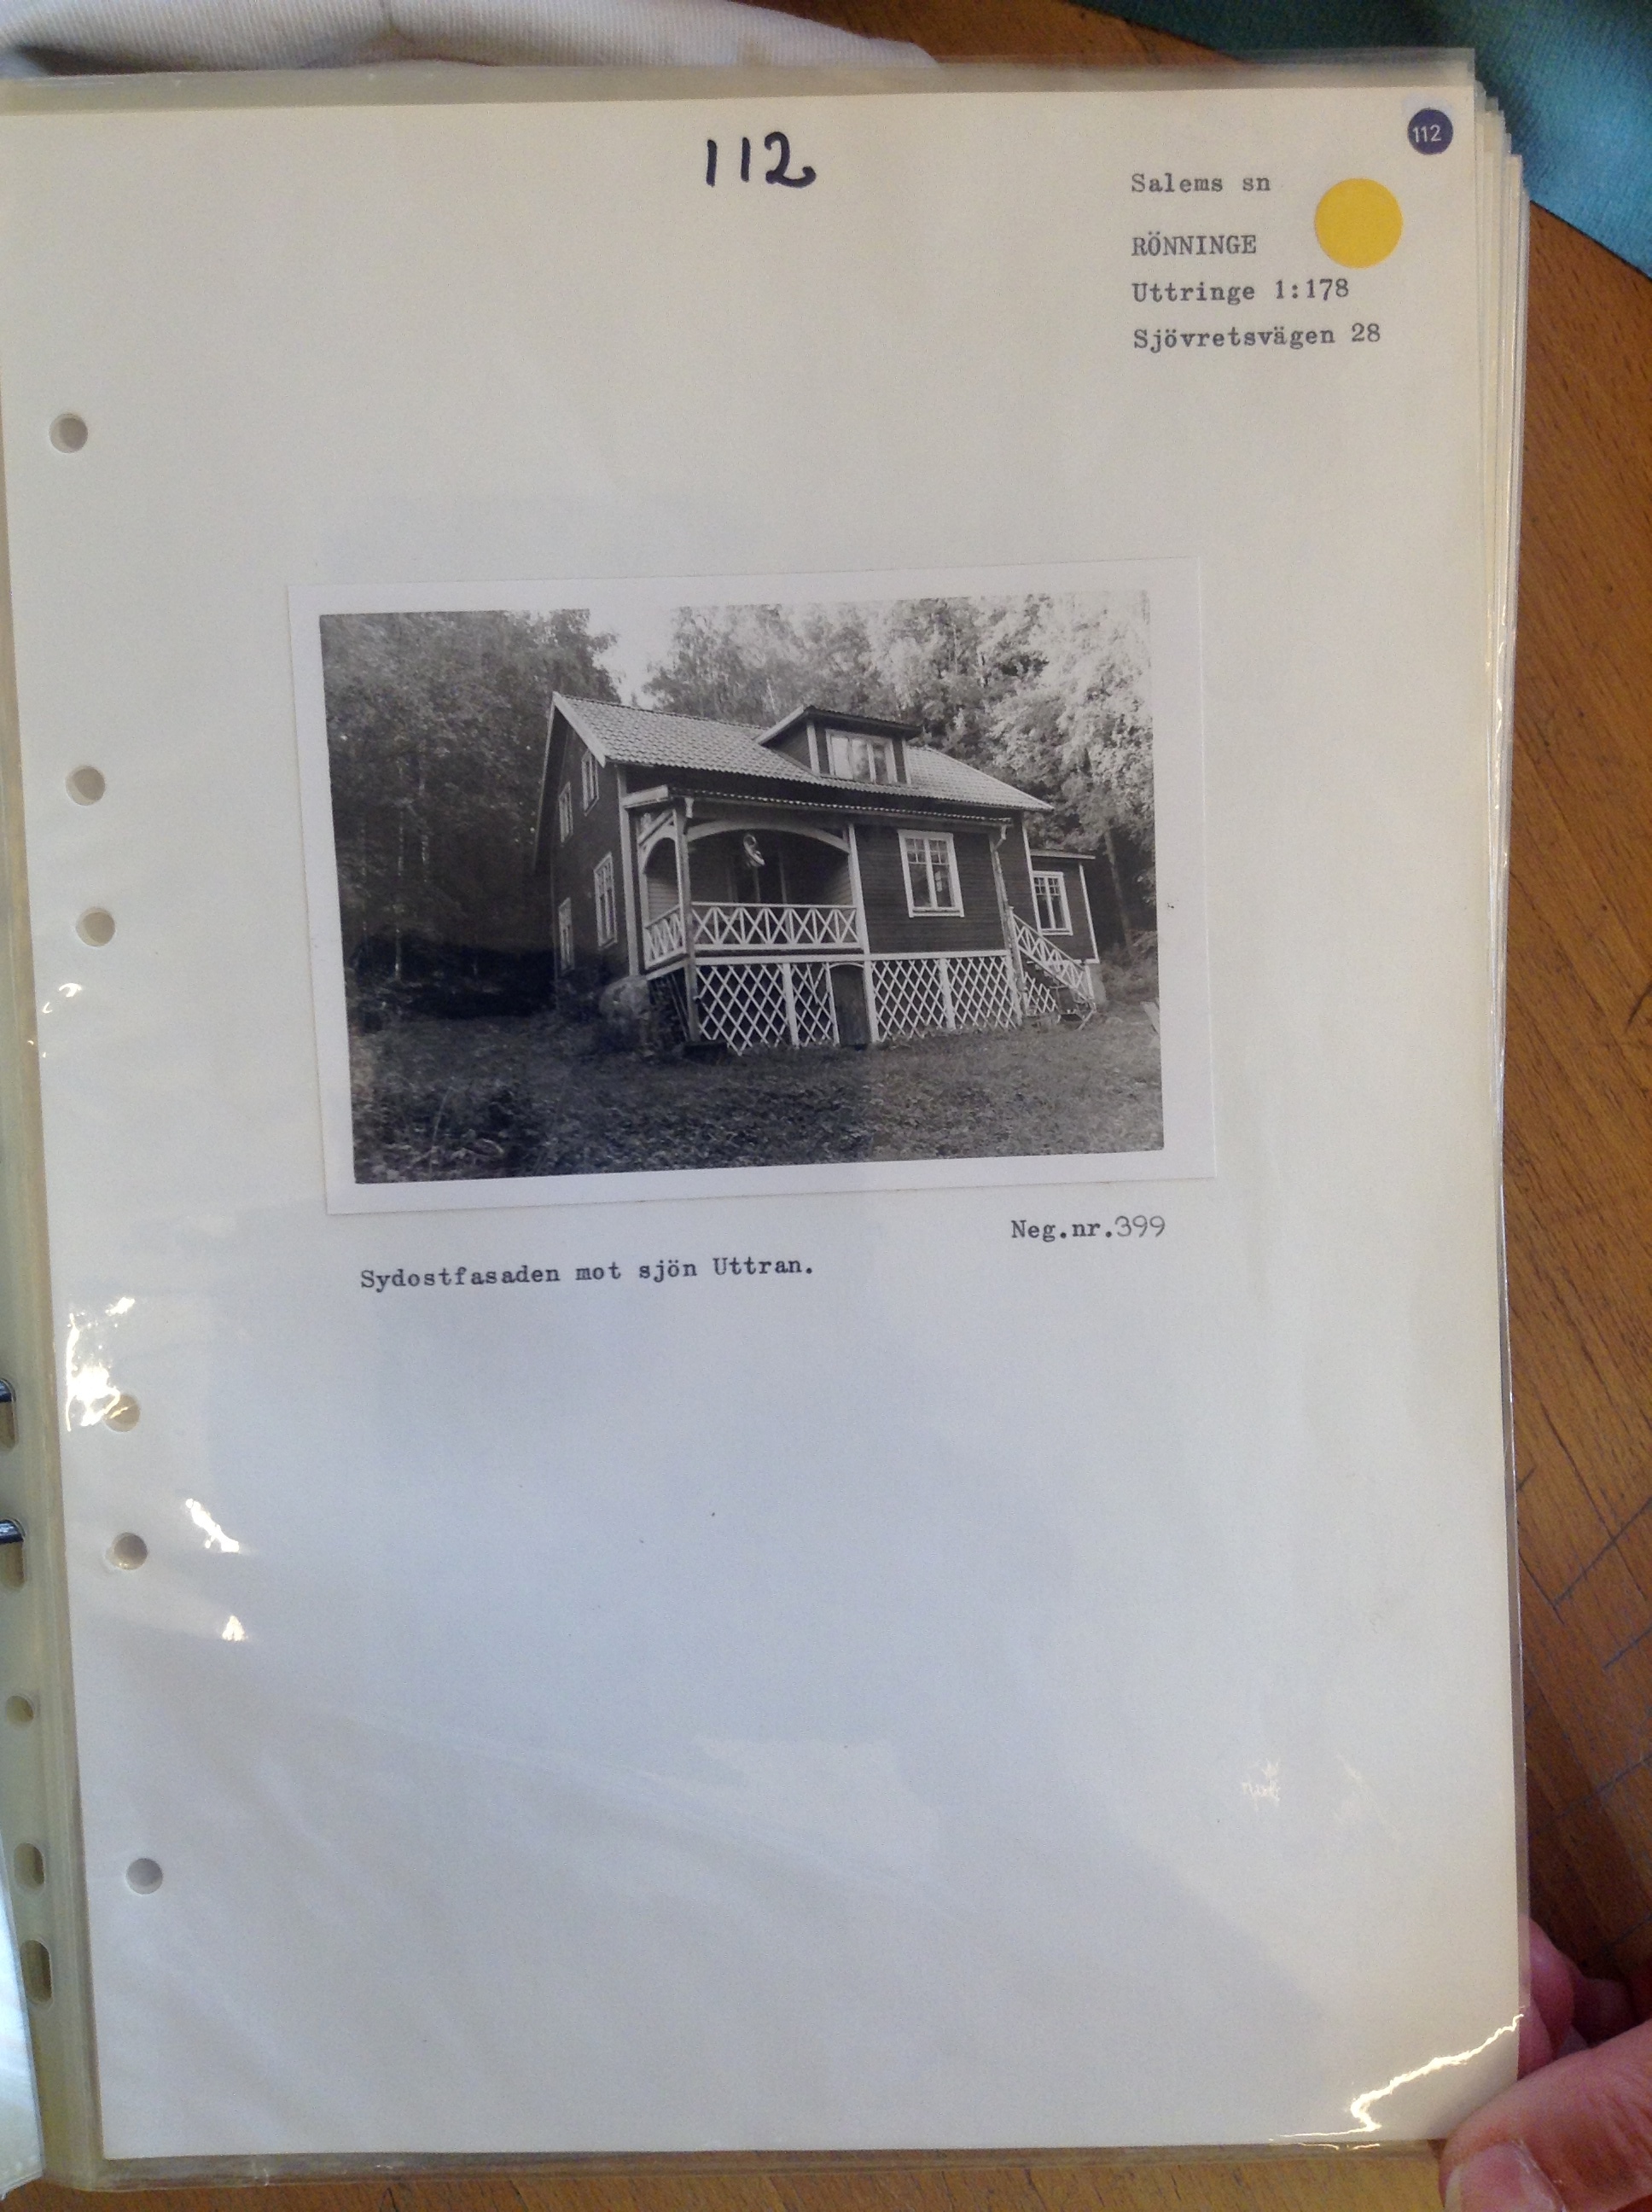 112
112
Salems sn
RÖNNINGE
Uttringe 1:178
Sjövretsvägen 28
Neg.nr.399
Sydostfasaden mot sjön Uttran.